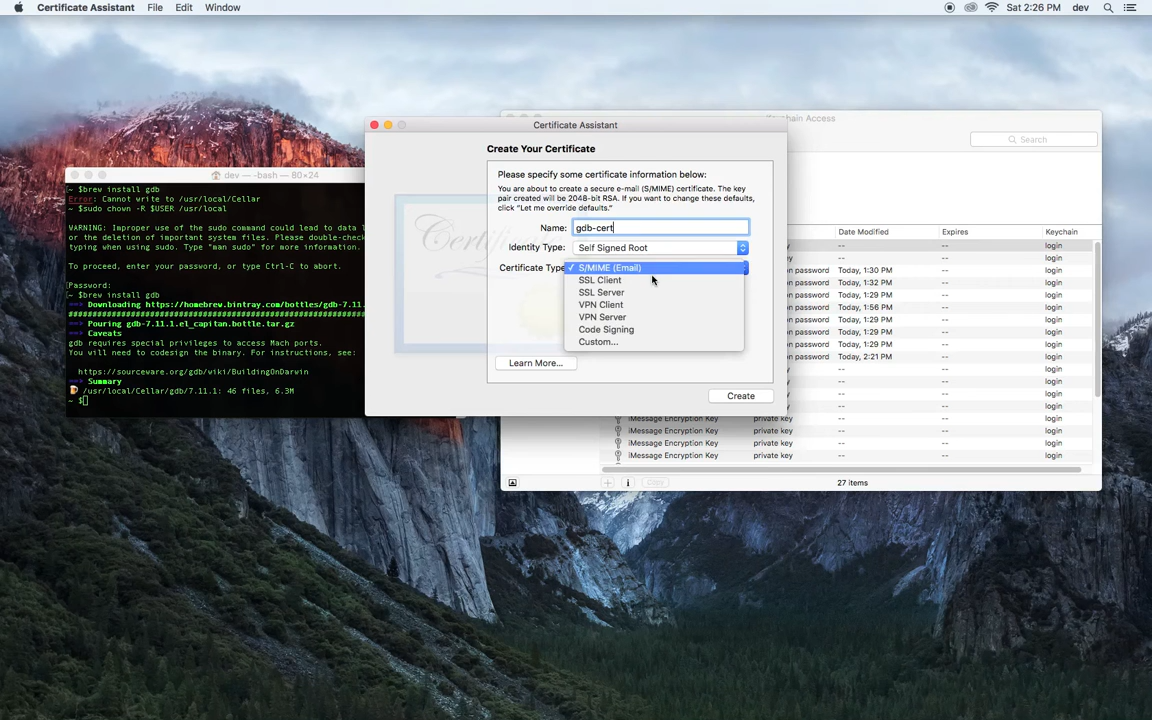 Certificate Assistant File Edit Window
Sat 2:26 PM dev
dev — -bash — 80×24
~ $brew install gdb
Error: Cannot write to /usr/local/Cellar
~ $sudo chown -R $USER /usr/local
WARNING: Improper use of the sudo command could lead to data l
or the deletion of important system files. Please double-check
typing when using sudo. Type "man sudo" for more information.
To proceed, enter your password, or type Ctrl-C to abort.
Password:
~ $brew install gdb
==> Downloading https://homebrew.bintray.com/bottles/gdb-7.11.
######################################################
==> Pouring gdb-7.11.1.el_capitan.bottle.tar.gz
==> Caveats
gdb requires special privileges to access Mach ports.
You will need to codesign the binary. For instructions, see:
https://sourceware.org/gdb/wiki/BuildingOnDarwin
==> Summary
/usr/local/Cellar/gdb/7.11.1: 46 files, 6.3M
~ $
Certificate Assistant
Create Your Certificate
Please specify some certificate information below:
You are about to create a secure e-mail (S/MIME) certificate. The key
pair created will be 2048-bit RSA. If you want to change these defaults,
click "Let me override defaults."
Name: gdb-cert
Identity Type: Self Signed Root
Certificate Type ✓ S/MIME (Email)
SSL Client
SSL Server
VPN Client
VPN Server
Code Signing
Custom...
Learn More...
Create
Certif
chain Access
Search
Date Modified Expires Keychain
y -- -- login
ey -- -- login
n password Today, 1:30 PM -- login
n password Today, 1:32 PM -- login
n password Today, 1:29 PM -- login
n password Today, 1:56 PM -- login
n password Today, 1:29 PM -- login
n password Today, 1:29 PM -- login
n password Today, 1:29 PM -- login
n password Today, 2:21 PM -- login
y -- -- login
y -- -- login
y -- -- login
y -- -- login
iMessage Encryption Key private key -- -- login
iMessage Encryption Key private key -- -- login
iMessage Encryption Key private key -- -- login
iMessage Encryption Key private key -- -- login
+ i Copy
27 items